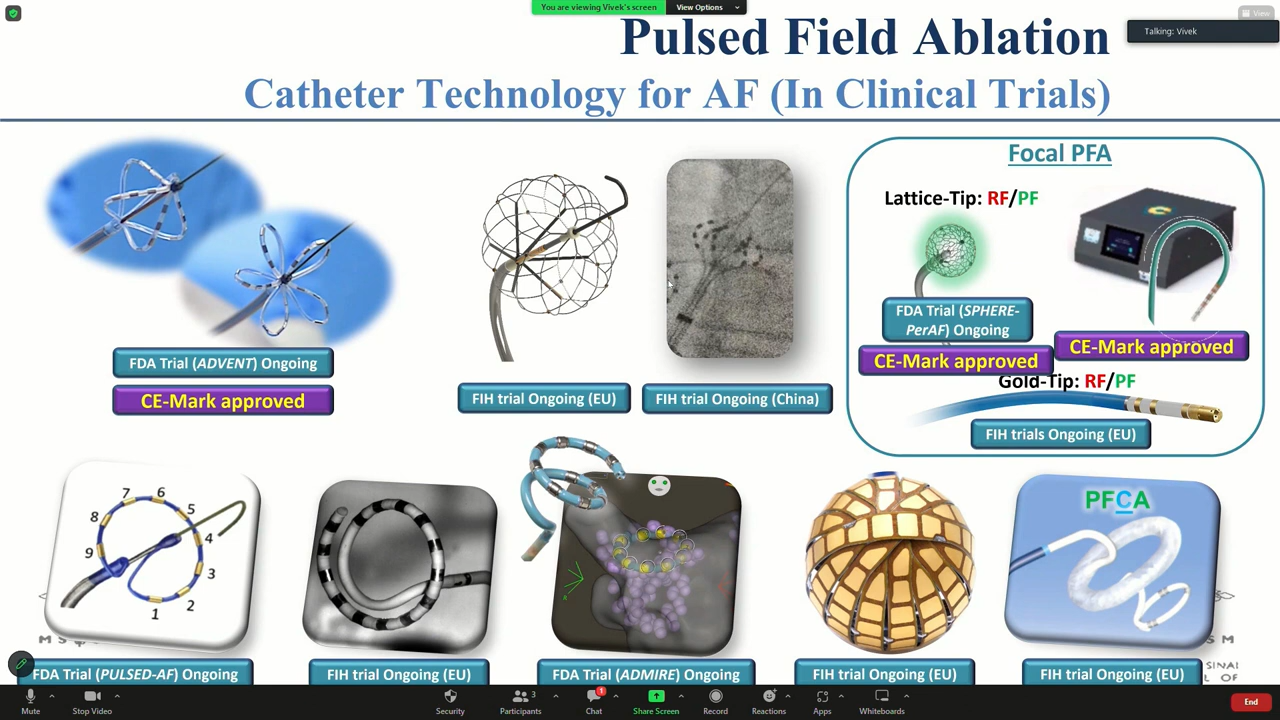 You are viewing Vivek's screen
View Options
View
Talking: Vivek
Pulsed Field Ablation
Catheter Technology for AF (In Clinical Trials)
FDA Trial (ADVENT) Ongoing
CE-Mark approved
FIH trial Ongoing (EU)
FIH trial Ongoing (China)
Focal PFA
Lattice-Tip: RF/PF
FDA Trial (SPHERE-
PerAF) Ongoing
CE-Mark approved
CE-Mark approved
Gold-Tip: RF/PF
FIH trials Ongoing (EU)
1
2
3
4
5
6
7
8
9
FDA Trial (PULSED-AF) Ongoing
FIH trial Ongoing (EU)
FDA Trial (ADMIRE) Ongoing
FIH trial Ongoing (EU)
PFCA
FIH trial Ongoing (EU)
SINAI
OF
Mute
Stop Video
Security
Participants
3
Chat
1
Share Screen
Record
Reactions
Apps
Whiteboards
End